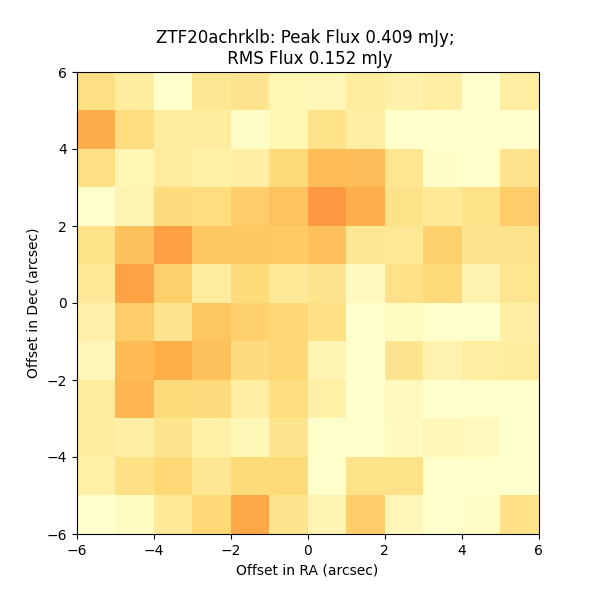 ZTF20achrklb: Peak Flux 0.409 mJy;
RMS Flux 0.152 mJy
6
4
2
0
−2
−4
−6
Offset in Dec (arcsec)
−6 −4 −2 0 2 4 6
Offset in RA (arcsec)